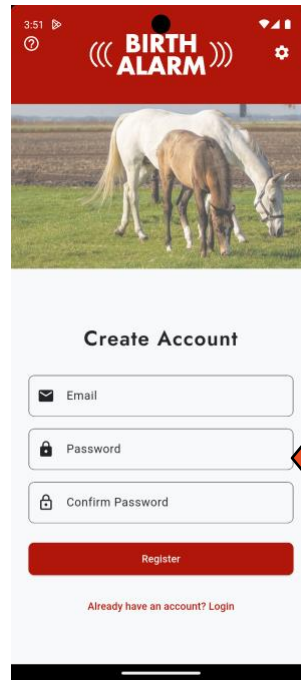 3:51
BIRTH
ALARM
Create Account
Email
Password
Confirm Password
Register
Already have an account? Login